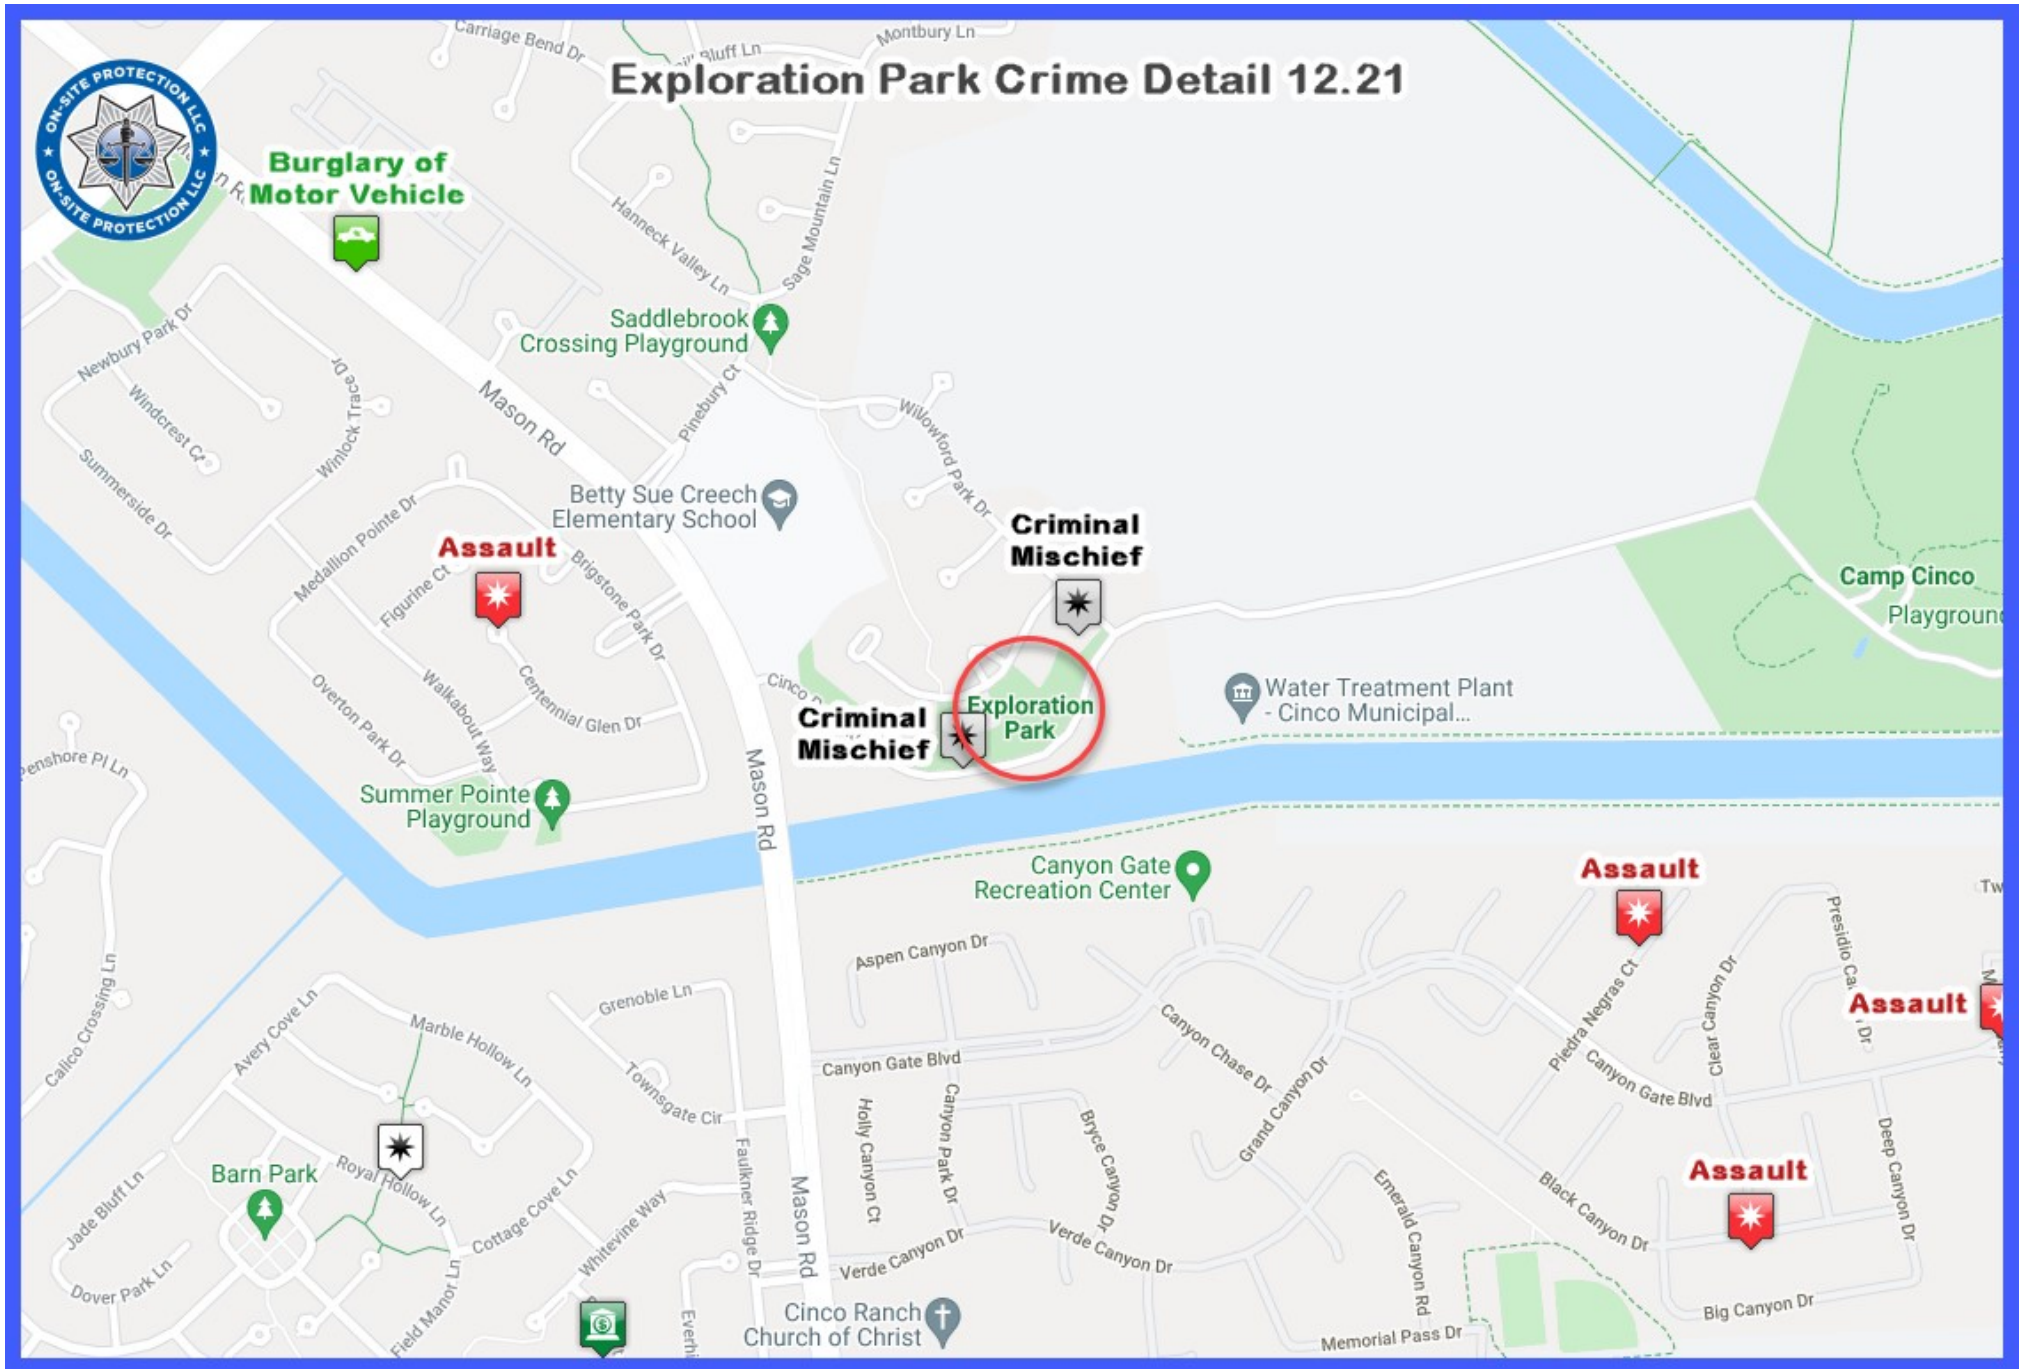 Exploration Park Crime Detail 12.21
ON-SITE PROTECTION LLC
ON-SITE PROTECTION LLC
Burglary of
Motor Vehicle
Carriage Bend Dr
Bluff Ln
Montbury Ln
Sage Mountain Ln
Hanneck Valley Ln
Saddlebrook
Crossing Playground
Newbury Park Dr
Windcrest Ct
Winlock Trace Dr
Summerside Dr
Mason Rd
Pinebury Ct
Willowford Park Dr
Betty Sue Creech
Elementary School
Medallion Pointe Dr
Assault
Figurine Ct
Brigstone Park Dr
Criminal
Mischief
Camp Cinco
Playground
Centennial Glen Dr
Walkabout Way
Overton Park Dr
Cinco
Exploration
Park
Criminal
Mischief
Water Treatment Plant
- Cinco Municipal...
Penshore Pl Ln
Summer Pointe
Playground
Mason Rd
Canyon Gate
Recreation Center
Assault
Tw
Presidio
Dr
Aspen Canyon Dr
Grenoble Ln
Calico Crossing Ln
Avery Cove Ln
Marble Hollow Ln
Piedra Negras Ct
Clear Canyon Dr
Assault
Canyon Gate Blvd
Canyon Chase Dr
Canyon Gate Blvd
Townsgate Cir
Grand Canyon Dr
Holly Canyon Ct
Canyon Park Dr
Bryce Canyon Dr
Deep Canyon Dr
Barn Park
Royal Hollow Ln
Faulkner Ridge Dr
Mason Rd
Emerald Canyon Rd
Black Canyon Dr
Assault
Jade Bluff Ln
Cottage Cove Ln
Whitevine Way
Verde Canyon Dr
Verde Canyon Dr
Dover Park Ln
Field Manor Ln
Everhi
Cinco Ranch
Church of Christ
Memorial Pass Dr
Big Canyon Dr